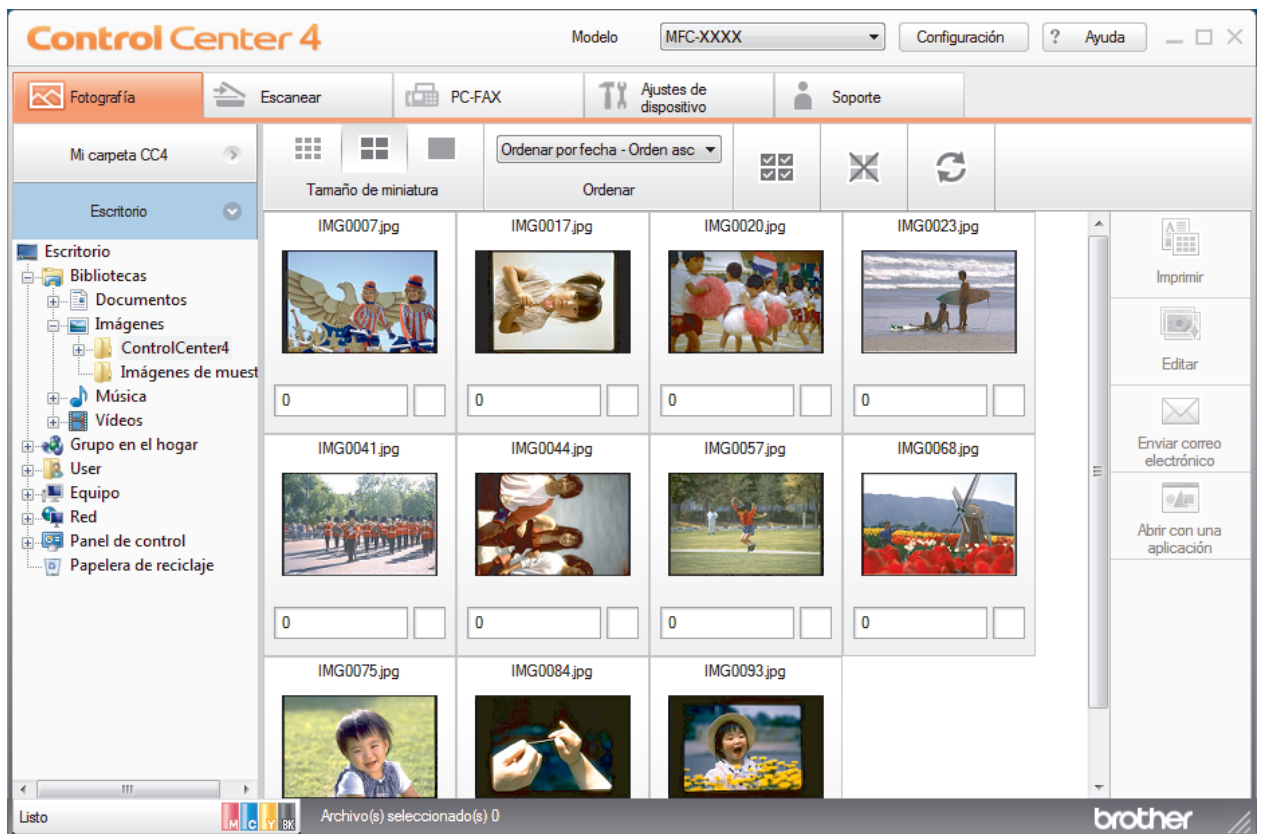 Control Center 4
Modelo
MFC-XXXX
Configuración
? Ayuda
Fotografía
Escanear
PC-FAX
Ajustes de
dispositivo
Soporte
Mi carpeta CC4
Escritorio
Tamaño de miniatura
Ordenar por fecha - Orden asc
Ordenar
Escritorio
Bibliotecas
Documentos
Imágenes
ControlCenter4
Imágenes de muest
Música
Vídeos
Grupo en el hogar
User
Equipo
Red
Panel de control
Papelera de reciclaje
IMG0007.jpg
IMG0017.jpg
IMG0020.jpg
IMG0023.jpg
0
0
0
0
IMG0041.jpg
IMG0044.jpg
IMG0057.jpg
IMG0068.jpg
0
0
0
0
IMG0075.jpg
IMG0084.jpg
IMG0093.jpg
Imprimir
Editar
Enviar correo
electrónico
Abrir con una
aplicación
Listo
M C Y BK
Archivo(s) seleccionado(s) 0
brother